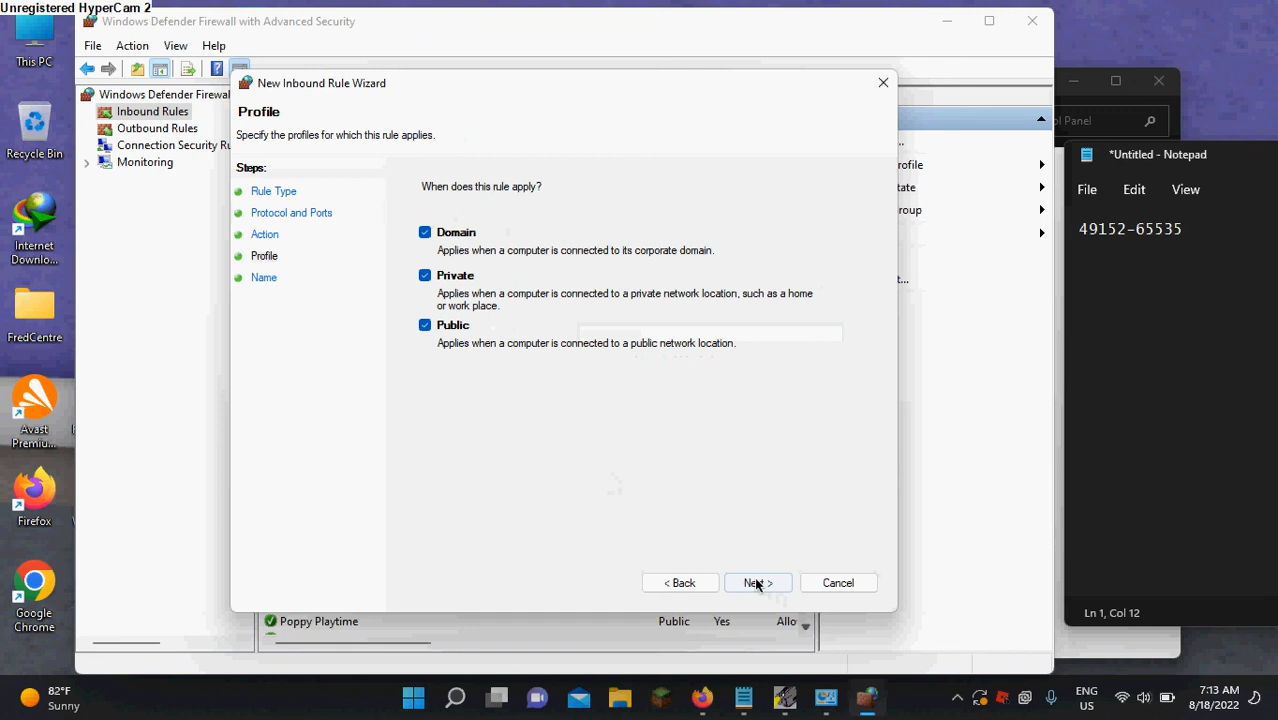 Unregistered HyperCam 2
Windows Defender Firewall with Advanced Security
File Action View Help
Windows Defender Firewal
Inbound Rules
Outbound Rules
Connection Security Ru
Monitoring
New Inbound Rule Wizard
Profile
Specify the profiles for which this rule applies.
Steps:
Rule Type
Protocol and Ports
Action
Profile
Name
When does this rule apply?
Domain
Applies when a computer is connected to its corporate domain.
Private
Applies when a computer is connected to a private network location, such as a home
or work place.
Public
Applies when a computer is connected to a public network location.
< Back
Next >
Cancel
Poppy Playtime Public Yes Allo
...
rofile
tate
roup
t...
ol Panel
*Untitled - Notepad
File Edit View
49152-65535
Ln 1, Col 12
This PC
Recycle Bin
Internet
Downlo...
FredCentre
Avast
Premiu...
Firefox
Google
Chrome
82°F
Sunny
ENG
US
7:13 AM
8/18/2022